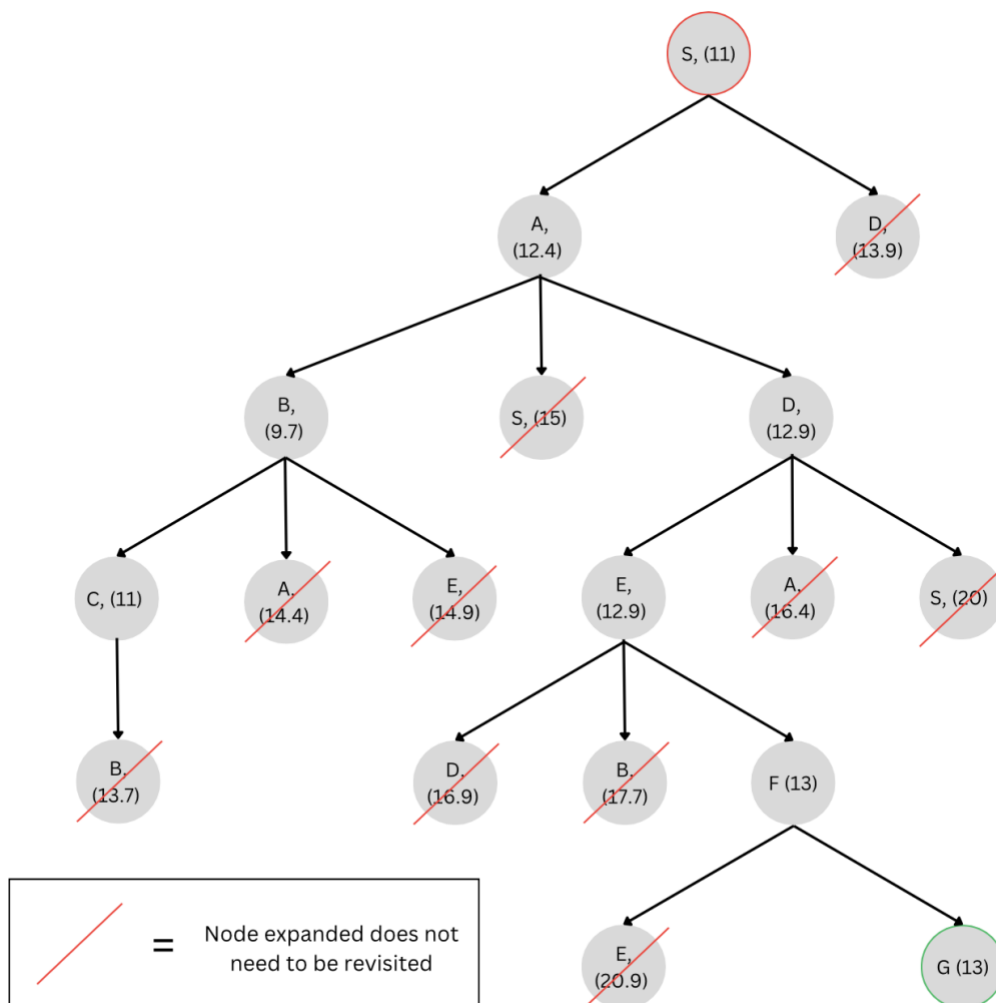 S, (11)
A,
(12.4)
D,
(13.9)
B,
(9.7)
S, (15)
D,
(12.9)
C, (11)
A,
(14.4)
E,
(14.9)
E,
(12.9)
A,
(16.4)
S, (20)
B,
(13.7)
D,
(16.9)
B,
(17.7)
F (13)
E,
(20.9)
G (13)
= Node expanded does not
need to be revisited